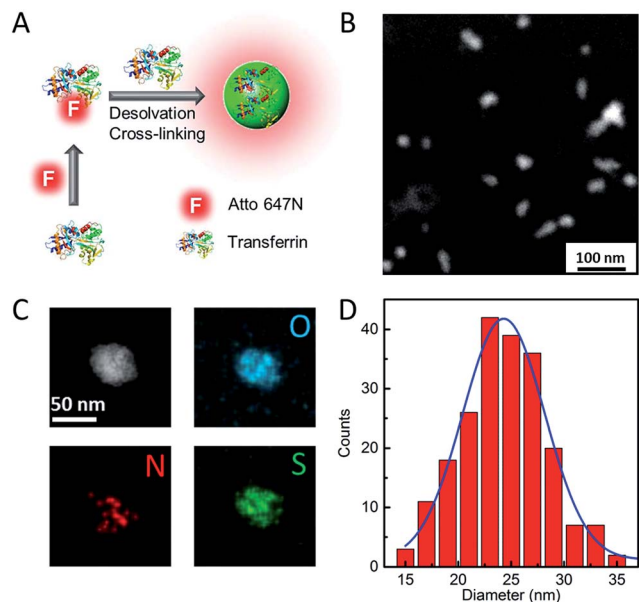 A
F
Desolvation
Cross-linking
F
F
Atto 647N
Transferrin
B
100 nm
C
50 nm
O
N
S
D
40
30
20
10
0
Counts
15 20 25 30 35
Diameter (nm)